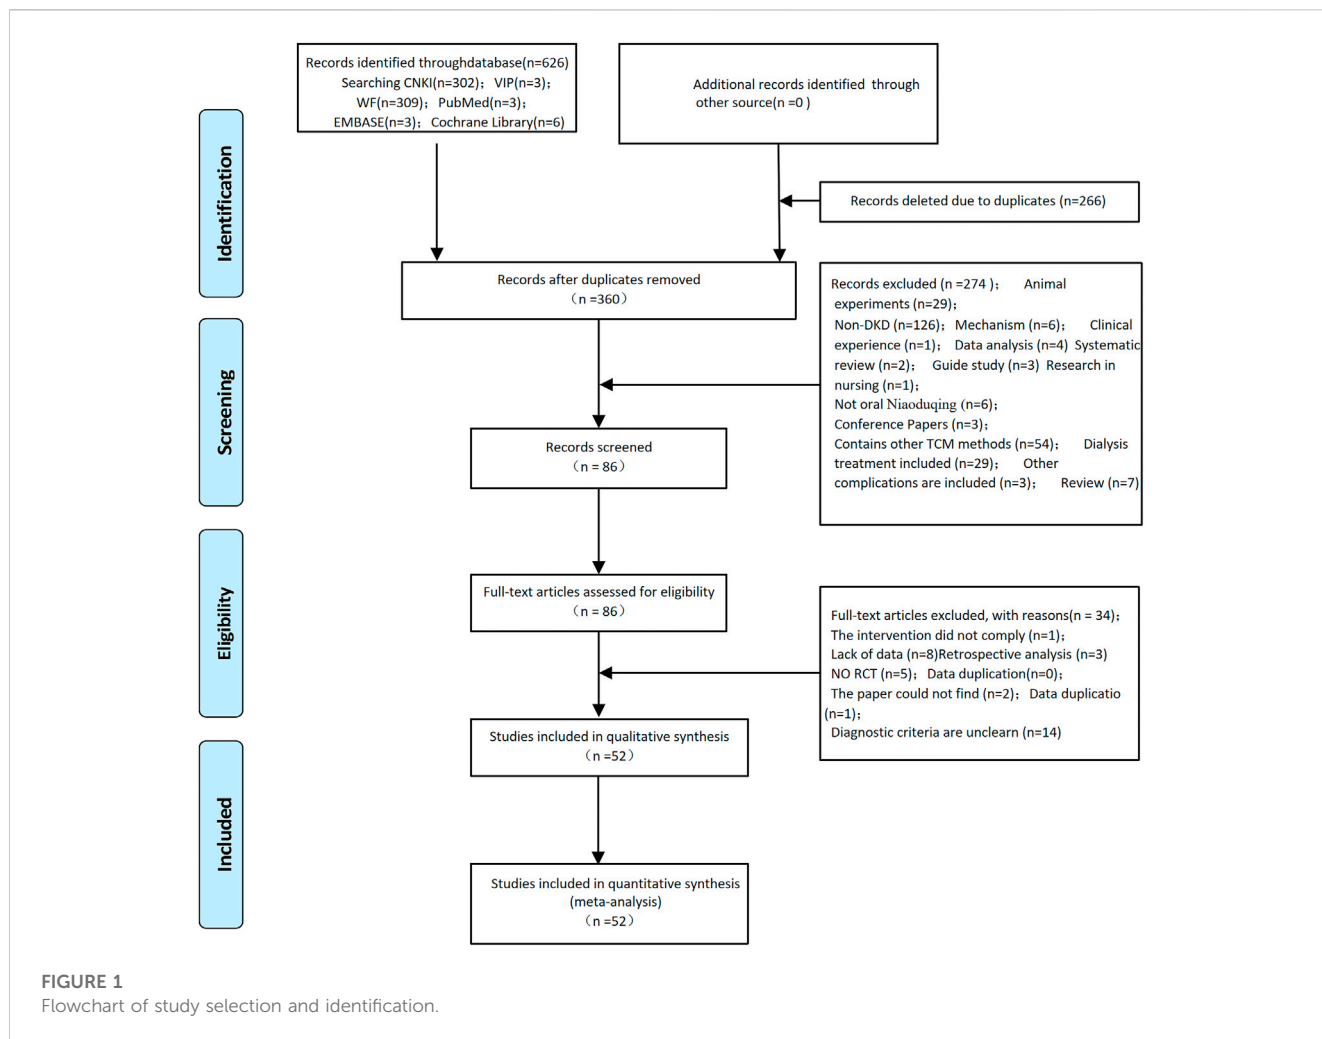 Records identified throughdatabase(n=626)
Searching CNKI(n=302); VIP(n=3);
WF(n=309); PubMed(n=3);
EMBASE(n=3); Cochrane Library(n=6)
Additional records identified through
other source(n =0 )
Identification
Records deleted due to duplicates (n=266)
Records after duplicates removed
（n =360）
Records excluded (n =274 ); Animal
experiments (n=29);
Non-DKD (n=126); Mechanism (n=6); Clinical
experience (n=1); Data analysis (n=4) Systematic
review (n=2); Guide study (n=3) Research in
nursing (n=1);
Not oral Niaoduqing (n=6);
Conference Papers (n=3);
Contains other TCM methods (n=54); Dialysis
treatment included (n=29); Other
complications are included (n=3); Review (n=7)
Screening
Records screened
（n = 86）
Eligibility
Full-text articles assessed for eligibility
（n = 86）
Full-text articles excluded, with reasons(n = 34);
The intervention did not comply (n=1);
Lack of data (n=8)Retrospective analysis (n=3)
NO RCT (n=5); Data duplication(n=0);
The paper could not find (n=2); Data duplicatio
(n=1);
Diagnostic criteria are unclearn (n=14)
Studies included in qualitative synthesis
（n =52）
Included
Studies included in quantitative synthesis
(meta-analysis)
（n =52）
FIGURE 1
Flowchart of study selection and identification.